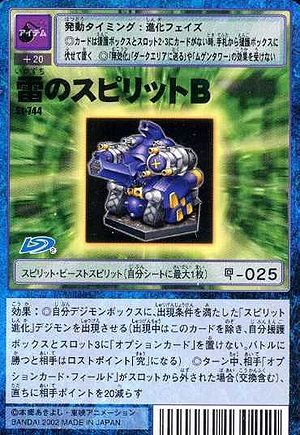 アイテム
+20
発動タイミング：進化フェイズ
◎カードは援護ボックスとスロット2・3にカードがない時、手札から援護ボックスに伏せて置く
◎「無効化」「ダークエリアに送る」や「ムゲンタワー」の効果を受けない
雷のスピリットB
St-744
スピリット・ビーストスピリット(自分シートに最大1枚)
-025
効果：◎自分デジモンボックスに、出現条件を満たした「スピリット
進化」デジモンを出現させる(出現中はこのカードを除き、自分援護
ボックスとスロット3に「オプションカード」を置けない。バトルに
勝つと相手はロストポイント「覚」になる) ◎ターン中、相手「オプ
ションカード・フィールド」がスロットから外された場合(交換含む)、
直ちに相手ポイントを20減らす
©本郷あきよし・東映アニメーション
BANDAI 2002 MADE IN JAPAN